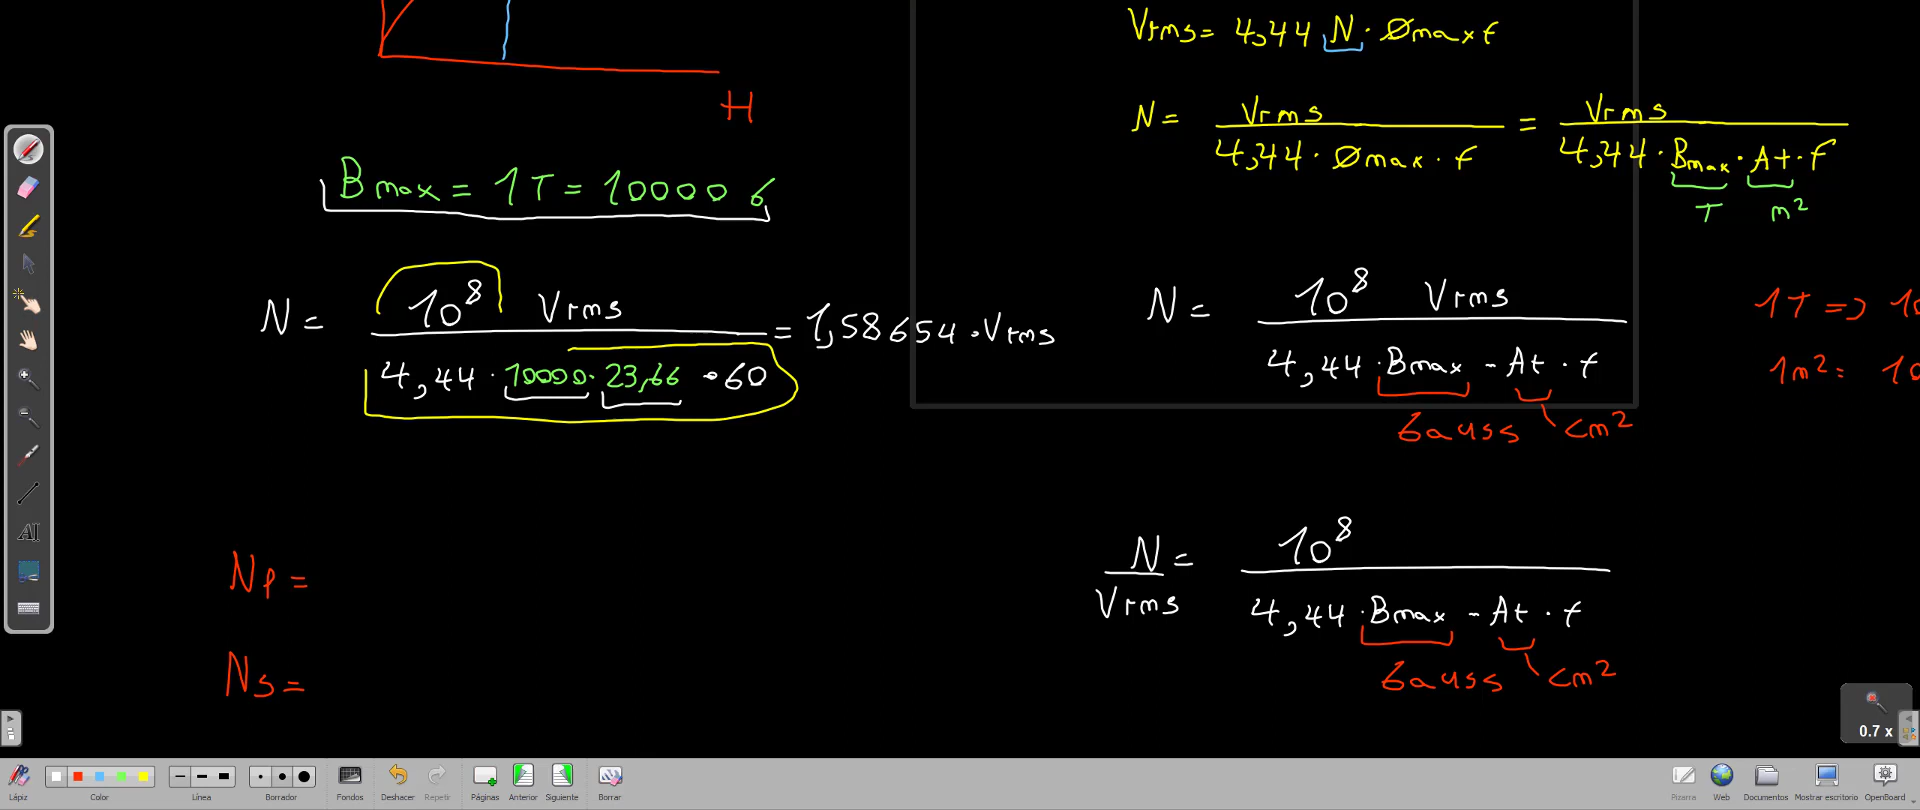 Vrms = 4,44 N · Ømax f
H
N = Vrms / 4,44 · Ømax · f = Vrms / 4,44 · Bmax · At · f
T m²
Bmax = 1T = 10000 G
N = 10⁸ Vrms / 4,44 · 10000 · 23,66 · 60 = 1,58654 · Vrms
N = 10⁸ Vrms / 4,44 · Bmax - At · f
Gauss cm²
1T =>
1m² =
N / Vrms = 10⁸ / 4,44 · Bmax - At · f
Gauss cm²
Np =
Ns =
0.7 x
Lápiz Color Línea Borrador Fondos Deshacer Repetir Páginas Anterior Siguiente Borrar Pizarra Web Documentos Mostrar escritorio OpenBoard